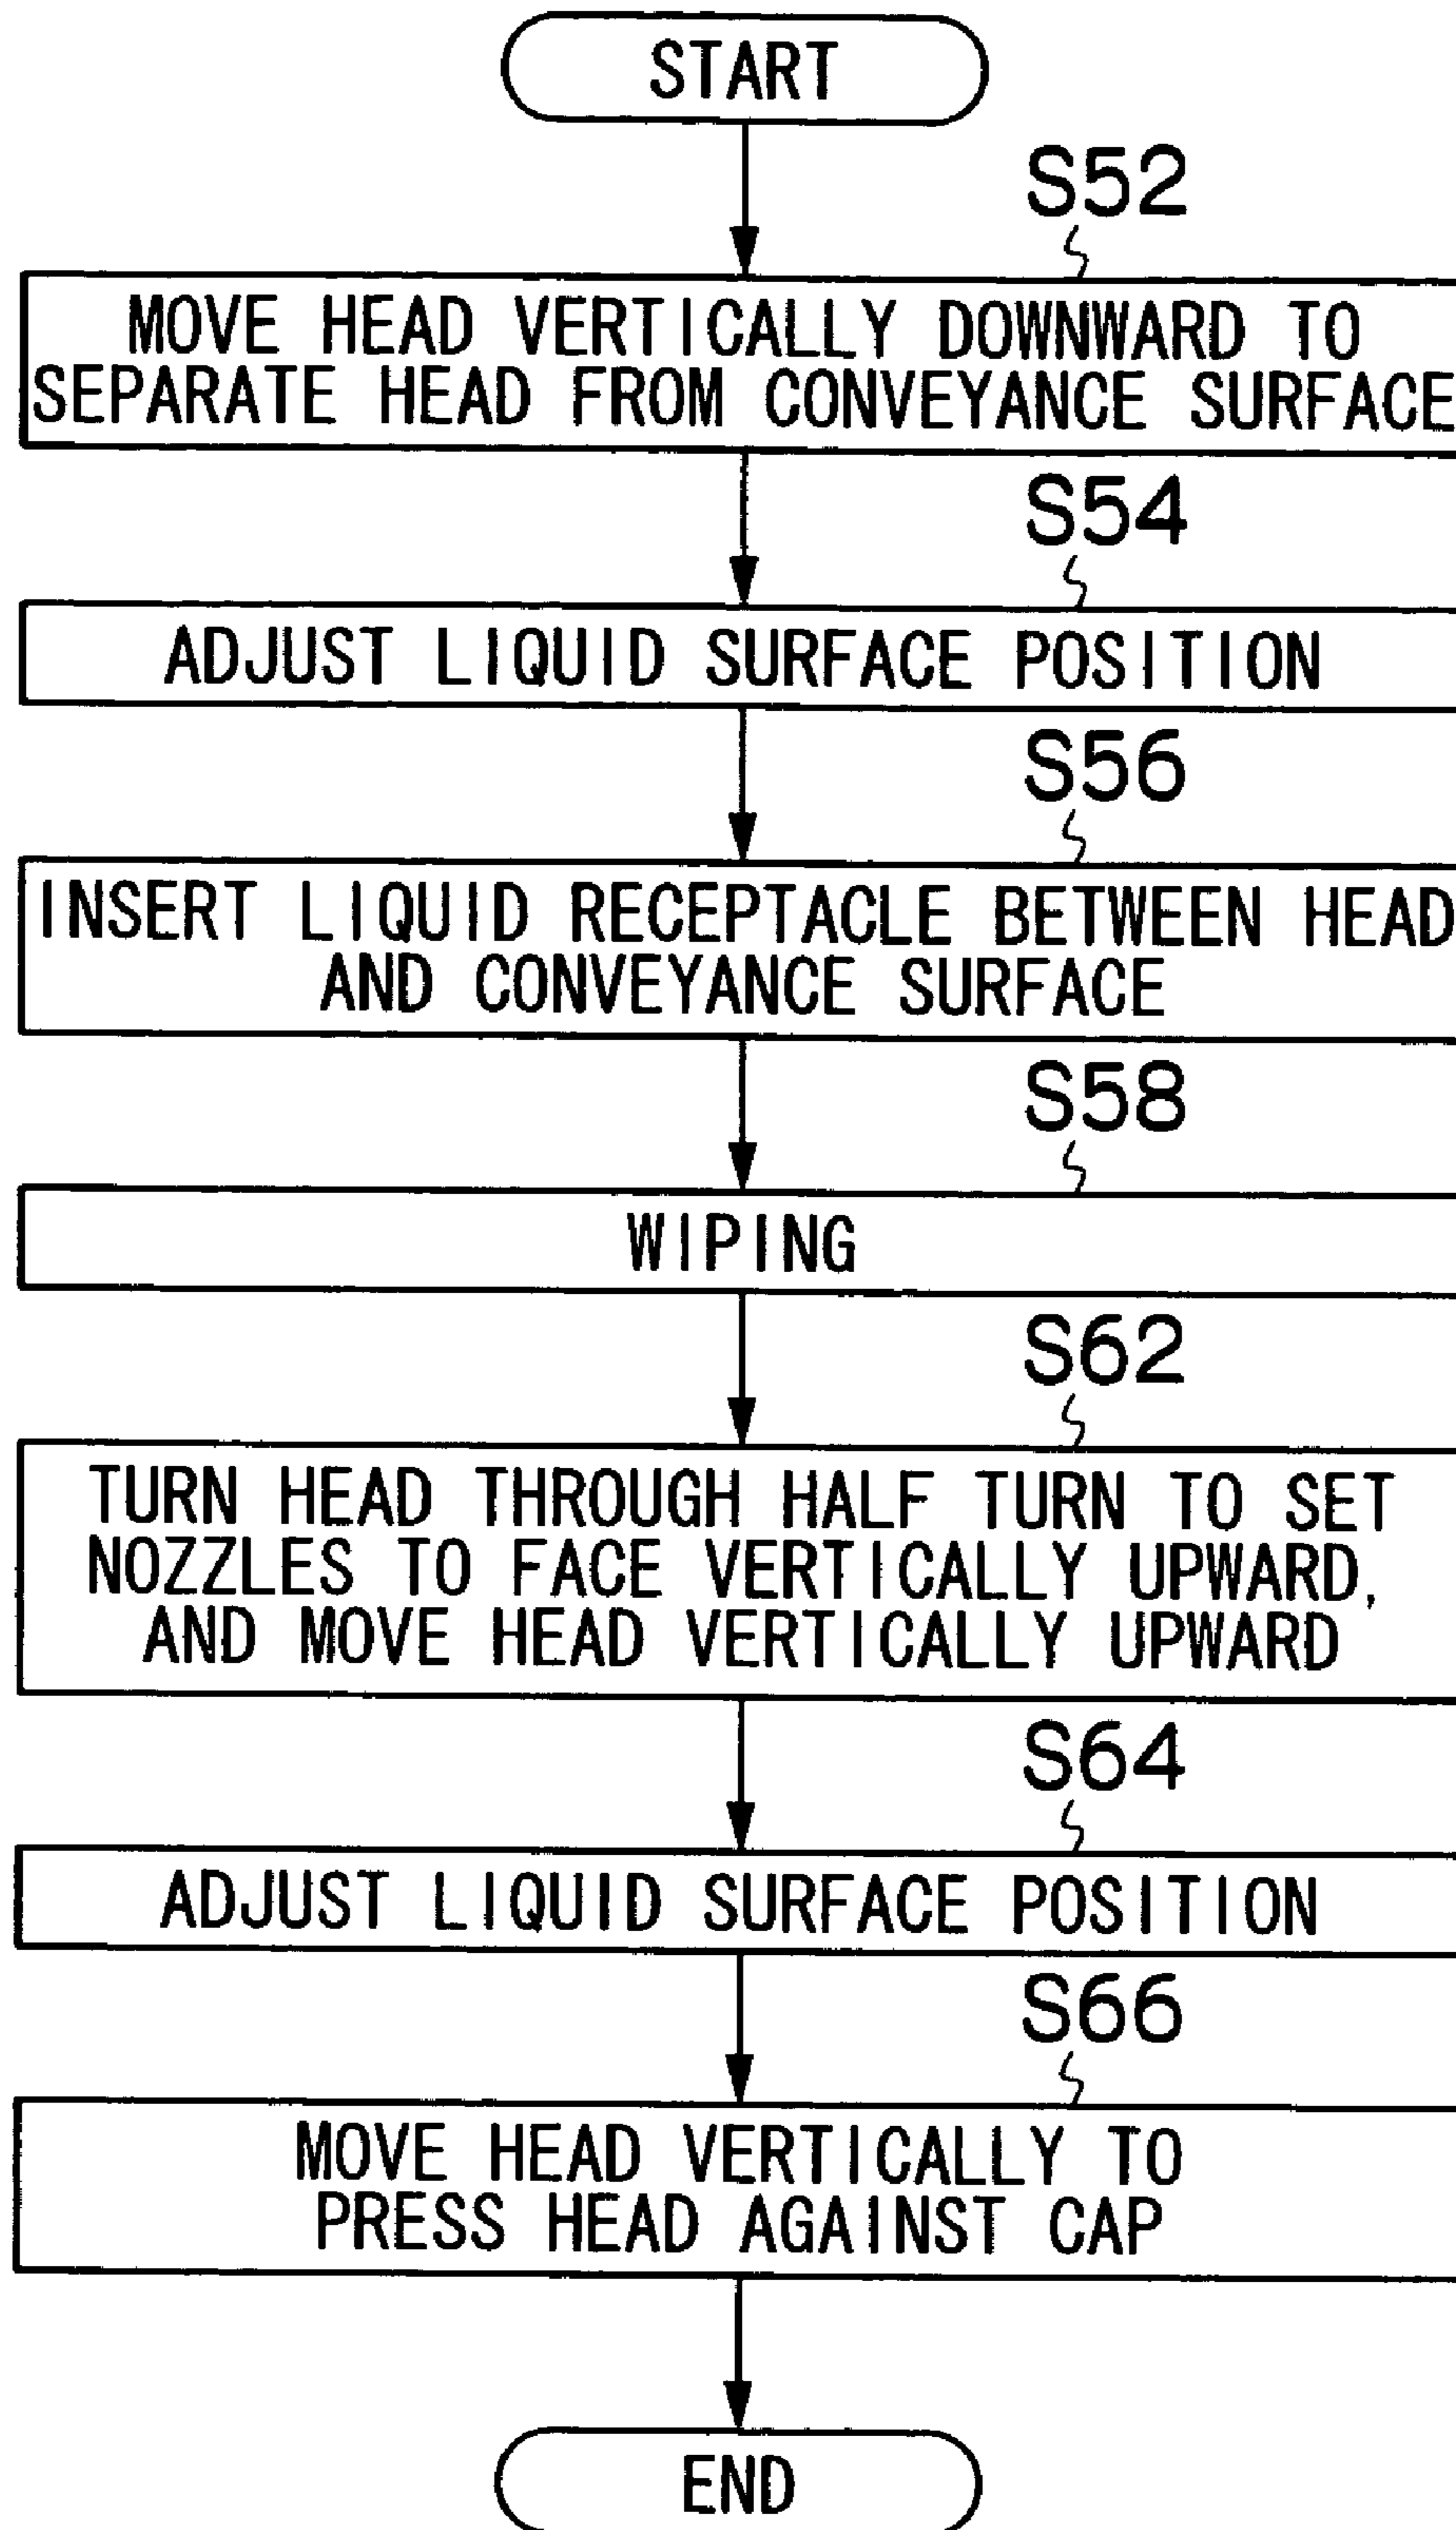 START
S52
MOVE HEAD VERTICALLY DOWNWARD TO
SEPARATE HEAD FROM CONVEYANCE SURFACE
S54
ADJUST LIQUID SURFACE POSITION
S56
INSERT LIQUID RECEPTACLE BETWEEN HEAD
AND CONVEYANCE SURFACE
S58
WIPING
S62
TURN HEAD THROUGH HALF TURN TO SET
NOZZLES TO FACE VERTICALLY UPWARD,
AND MOVE HEAD VERTICALLY UPWARD
S64
ADJUST LIQUID SURFACE POSITION
S66
MOVE HEAD VERTICALLY TO
PRESS HEAD AGAINST CAP
END